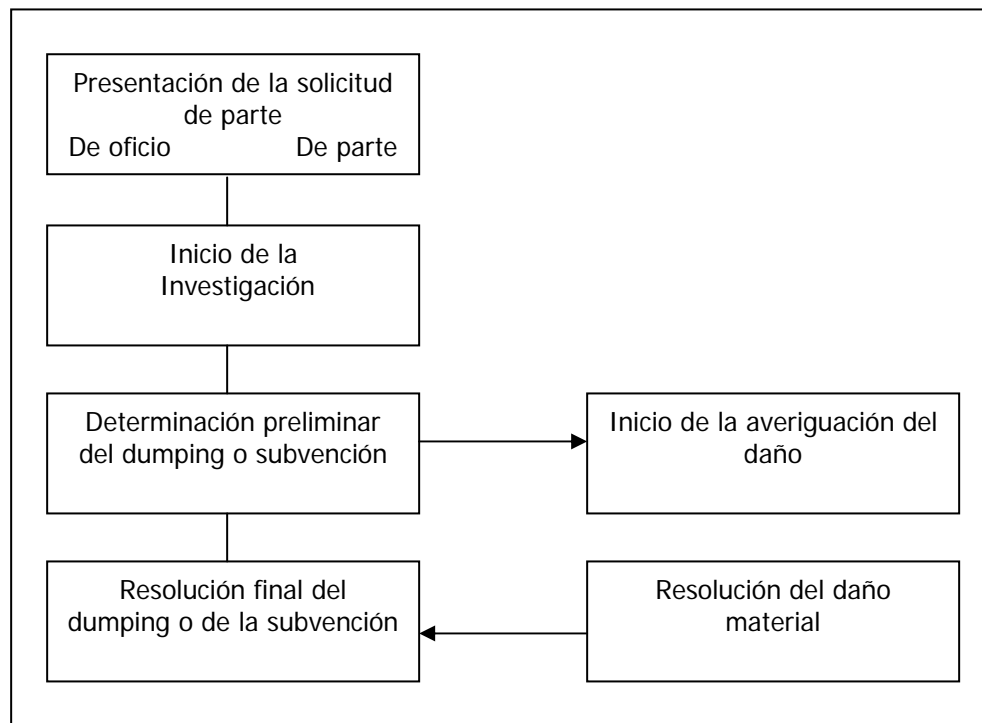 Presentación de la solicitud
de parte
De oficio De parte
Inicio de la
Investigación
Determinación preliminar
del dumping o subvención
Inicio de la averiguación del
daño
Resolución final del
dumping o de la subvención
Resolución del daño
material